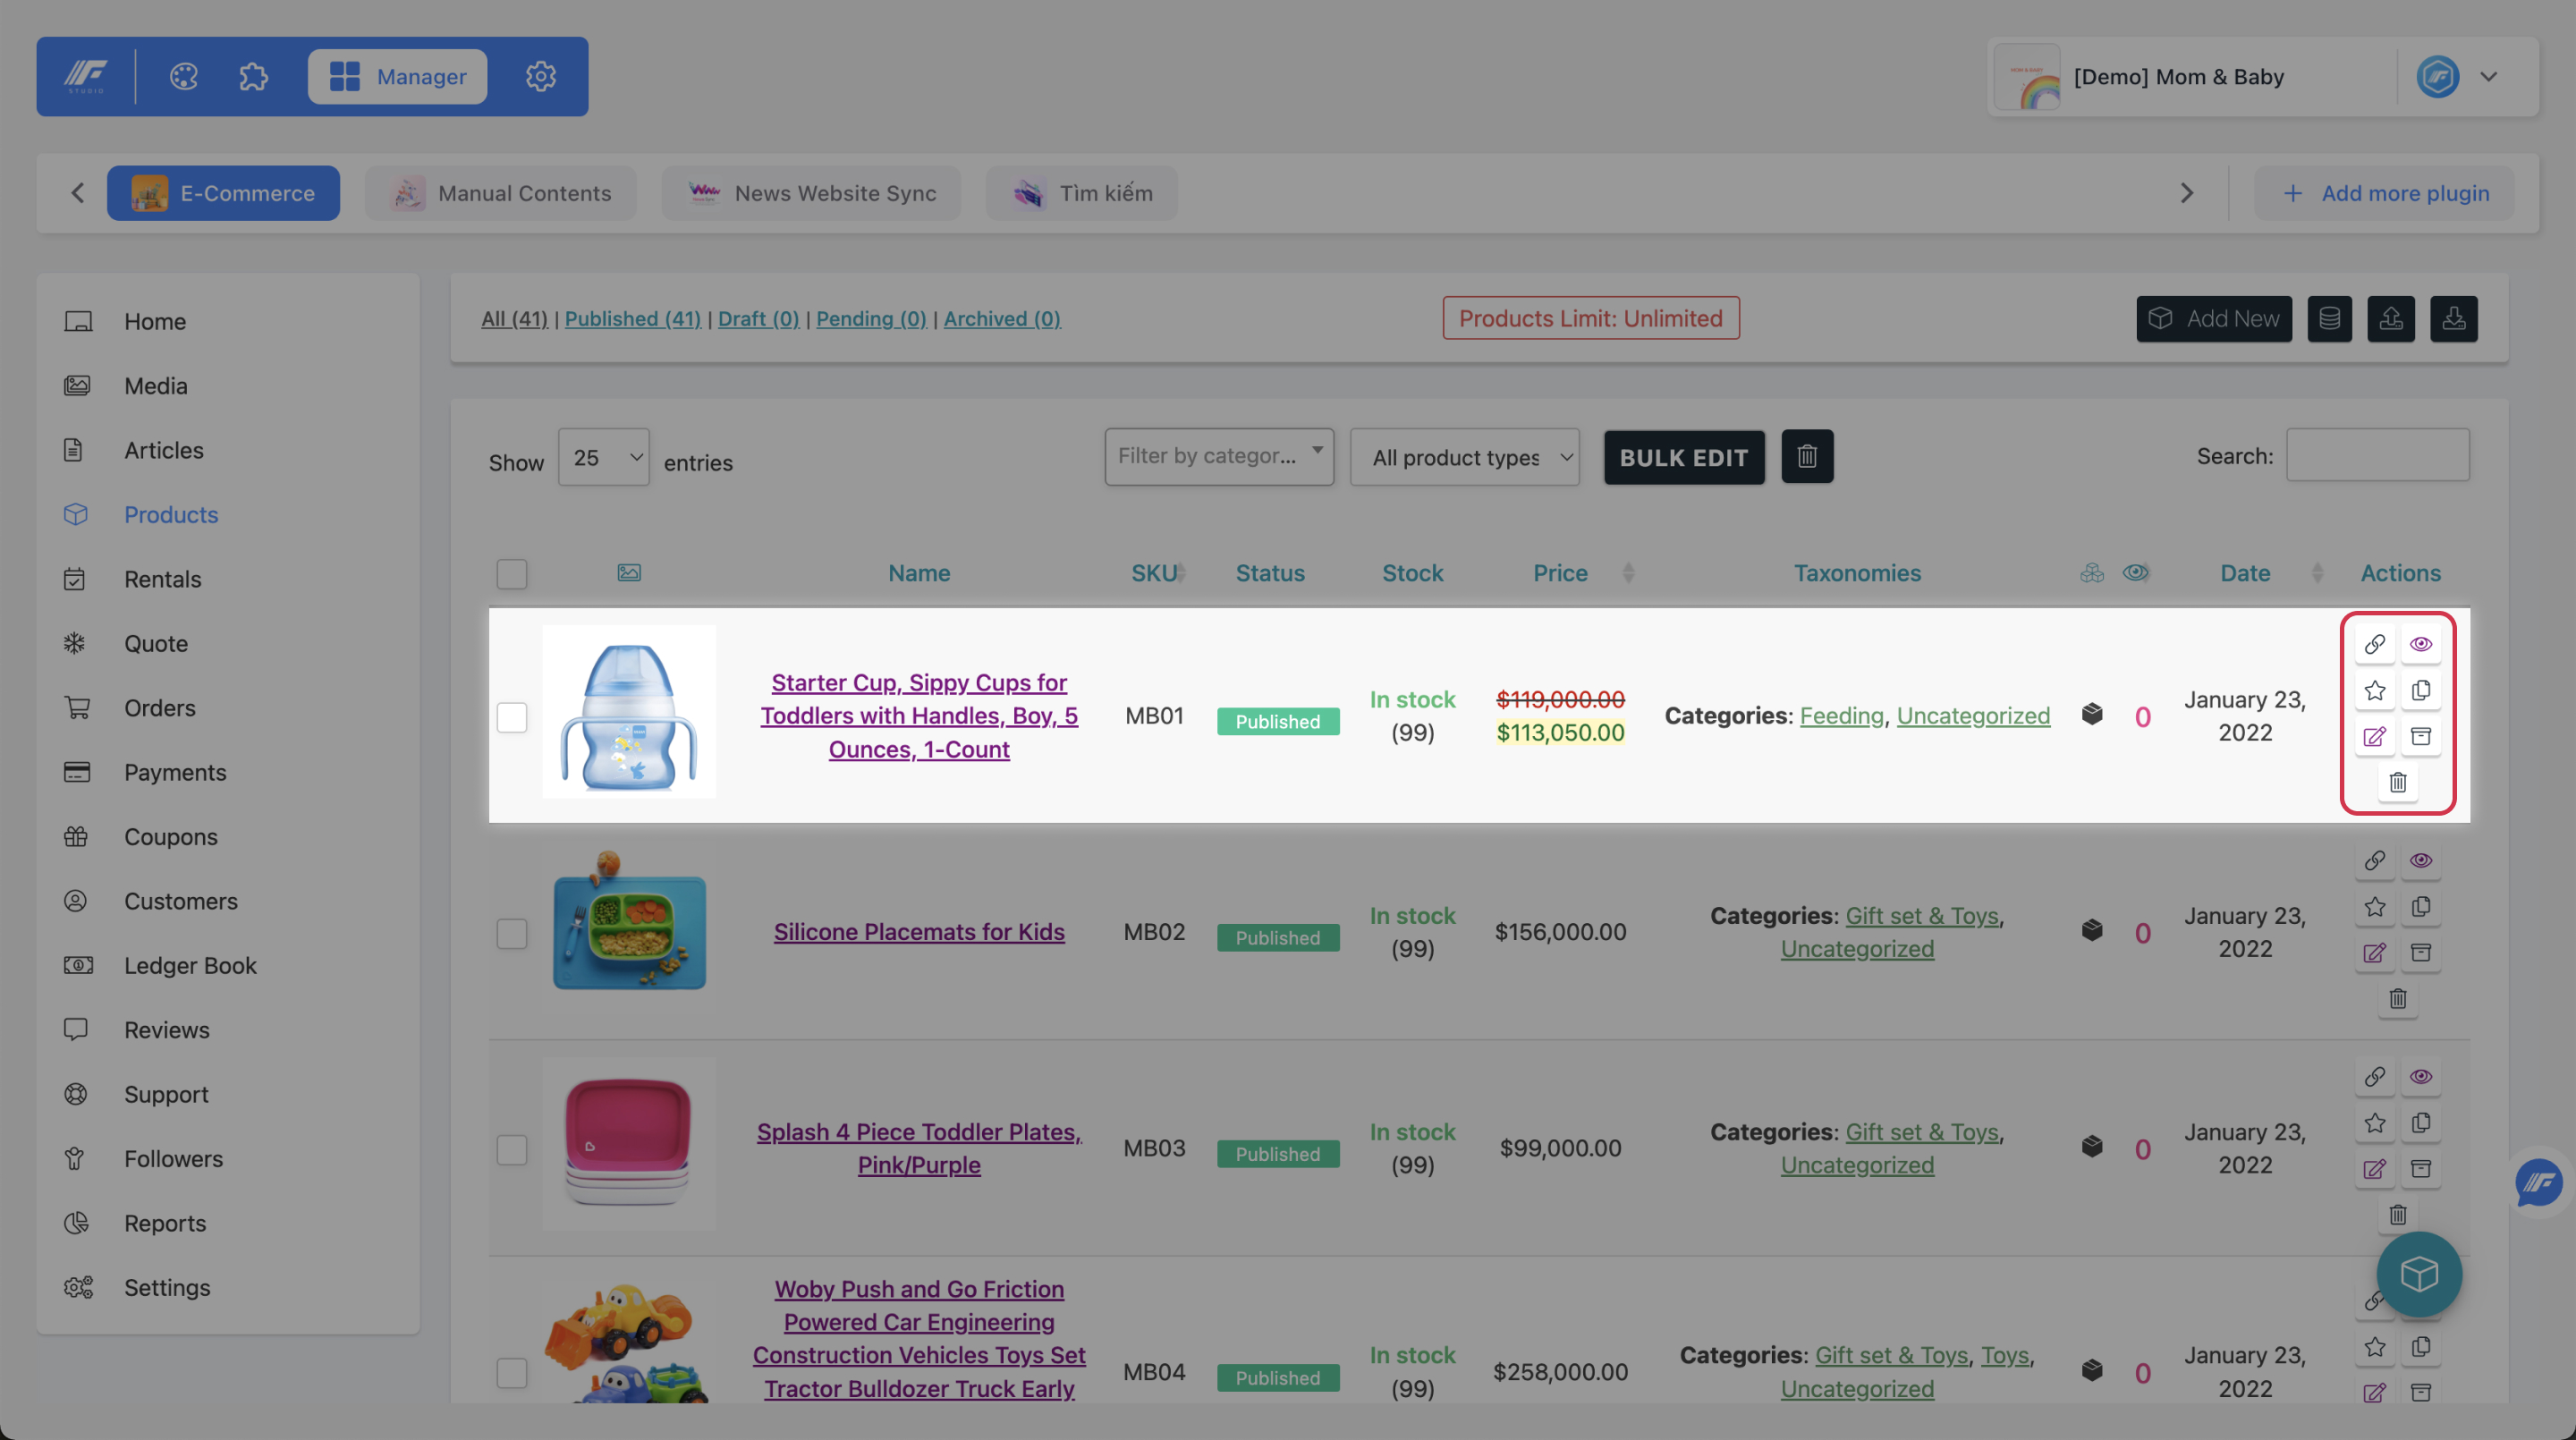 STUDIO
Manager
[Demo] Mom & Baby
E-Commerce
Manual Contents
News Website Sync
Tìm kiếm
+ Add more plugin
Home
Media
Articles
Products
Rentals
Quote
Orders
Payments
Coupons
Customers
Ledger Book
Reviews
Support
Followers
Reports
Settings
All (41) | Published (41) | Draft (0) | Pending (0) | Archived (0)
Products Limit: Unlimited
Add New
Show 25 entries
Filter by categor...
All product types
BULK EDIT
Search:
Name SKU Status Stock Price Taxonomies Date Actions
Starter Cup, Sippy Cups for
Toddlers with Handles, Boy, 5
Ounces, 1-Count
MB01
Published
In stock
(99)
$119,000.00
$113,050.00
Categories: Feeding, Uncategorized
0
January 23,
2022
Silicone Placemats for Kids
MB02
Published
In stock
(99)
$156,000.00
Categories: Gift set & Toys,
Uncategorized
0
January 23,
2022
Splash 4 Piece Toddler Plates,
Pink/Purple
MB03
Published
In stock
(99)
$99,000.00
Categories: Gift set & Toys,
Uncategorized
0
January 23,
2022
Woby Push and Go Friction
Powered Car Engineering
Construction Vehicles Toys Set
Tractor Bulldozer Truck Early
MB04
Published
In stock
(99)
$258,000.00
Categories: Gift set & Toys, Toys,
Uncategorized
0
January 23,
2022